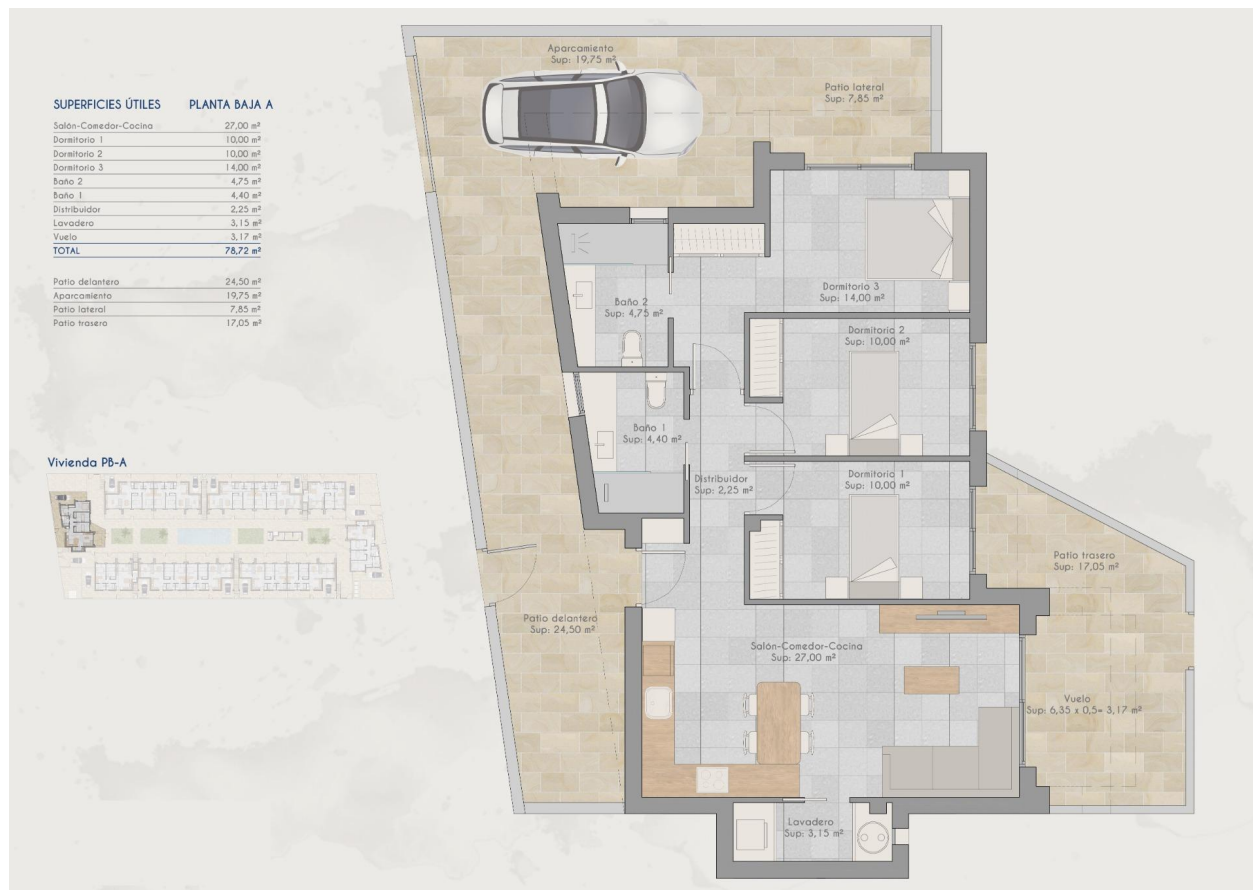 SUPERFICIES ÚTILES PLANTA BAJA A
Salón-Comedor-Cocina 27,00 m²
Dormitorio 1 10,00 m²
Dormitorio 2 10,00 m²
Dormitorio 3 14,00 m²
Baño 2 4,75 m²
Baño 1 4,40 m²
Distribuidor 2,25 m²
Lavadero 3,15 m²
Vuelo 3,17 m²
TOTAL 78,72 m²
Patio delantero 24,50 m²
Aparcamiento 19,75 m²
Patio lateral 7,85 m²
Patio trasero 17,05 m²
Vivienda PB-A
Aparcamiento
Sup: 19,75 m²
Patio lateral
Sup: 7,85 m²
Dormitorio 3
Sup: 14,00 m²
Baño 2
Sup: 4,75 m²
Dormitorio 2
Sup: 10,00 m²
Baño 1
Sup: 4,40 m²
Distribuidor
Sup: 2,25 m²
Dormitorio 1
Sup: 10,00 m²
Patio trasero
Sup: 17,05 m²
Patio delantero
Sup: 24,50 m²
Salón-Comedor-Cocina
Sup: 27,00 m²
Vuelo
Sup: 6,35 x 0,5= 3,17 m²
Lavadero
Sup: 3,15 m²